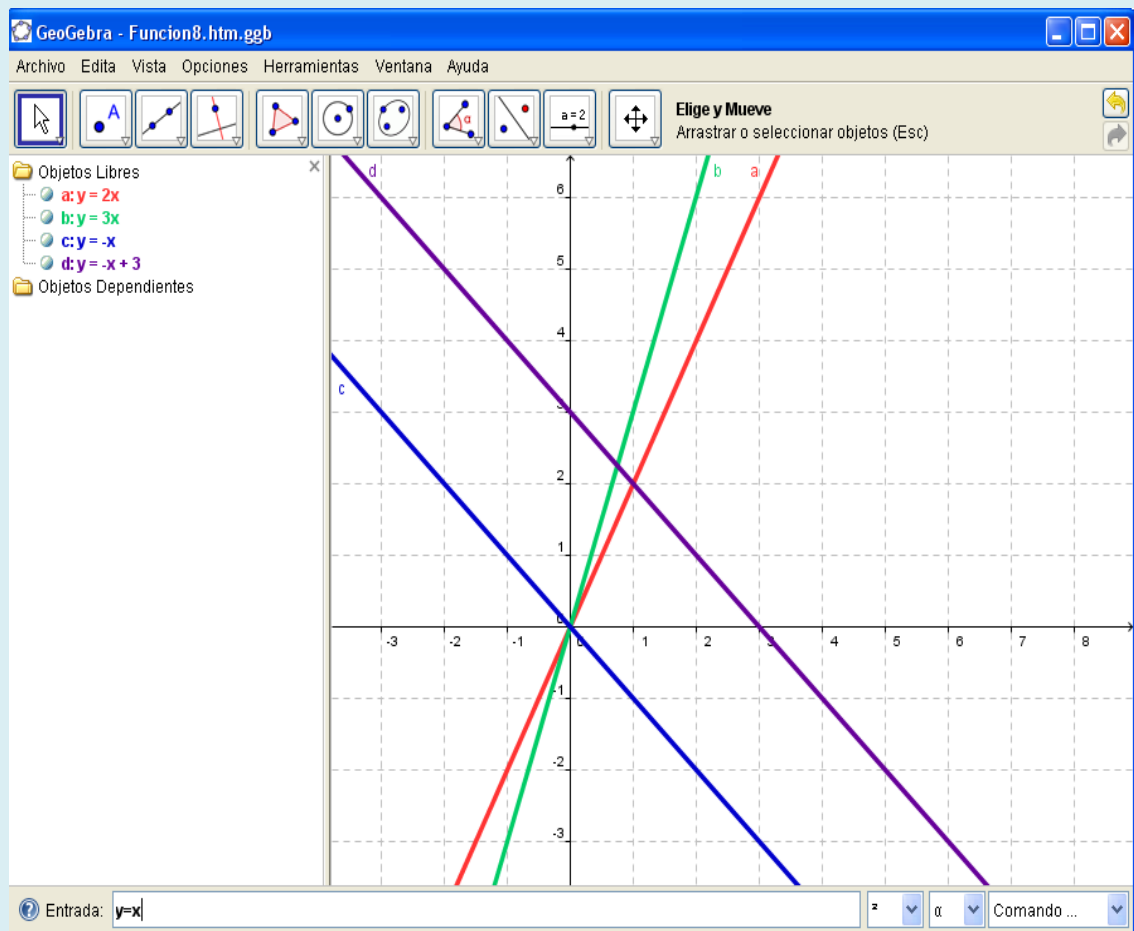 GeoGebra - Funcion8.htm.ggb
Archivo Edita Vista Opciones Herramientas Ventana Ayuda
A
α
a = 2
Elige y Mueve
Arrastrar o seleccionar objetos (Esc)
Objetos Libres
a: y = 2x
b: y = 3x
c: y = -x
d: y = -x + 3
Objetos Dependientes
d
b
a
c
6
5
4
3
2
1
0
-1
-2
-3
-3 -2 -1 0 1 2 3 4 5 6 7 8
Entrada: y=x
² α Comando ...